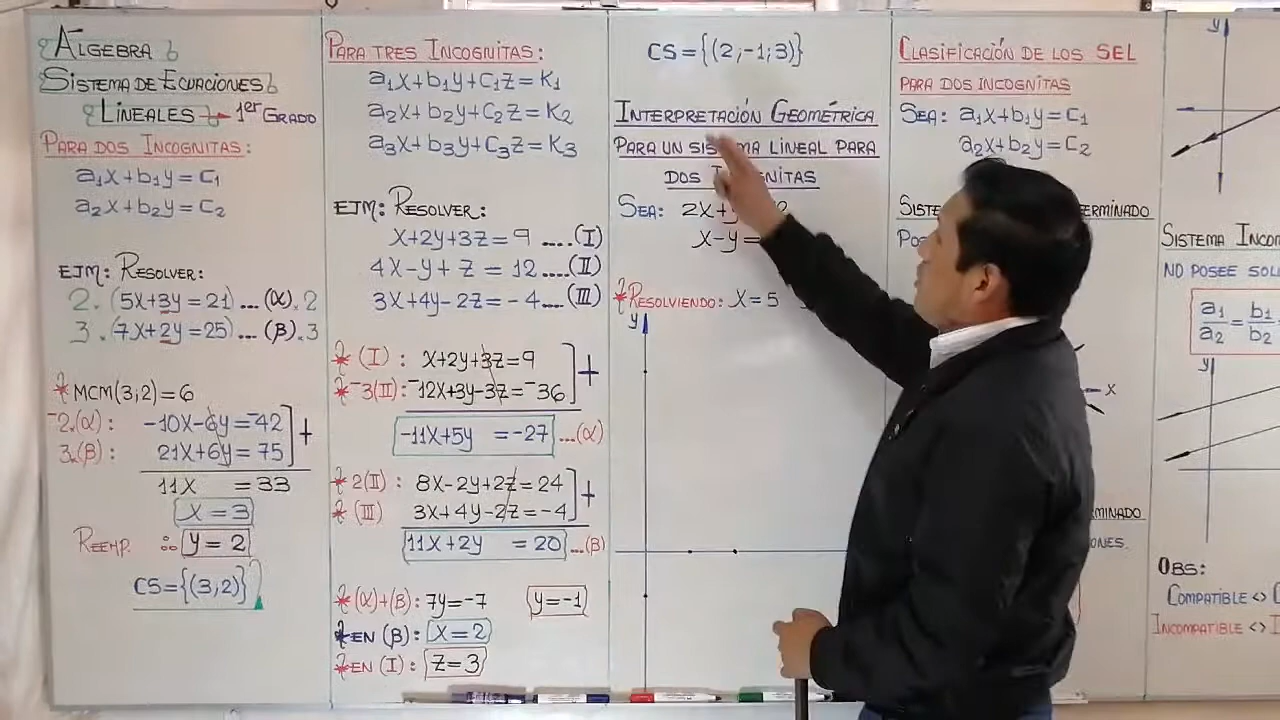 ÁLGEBRA
SISTEMA DE ECUACIONES
LINEALES → 1er GRADO
PARA DOS INCOGNITAS:
a₁x+b₁y=c₁
a₂x+b₂y=c₂
EJM: RESOLVER:
2. (5x+3y=21)... (α).2
3. (7x+2y=25)... (β).3
*MCM(3;2)=6
-2.(α): -10x-6y=-42
3.(β): 21x+6y=75
+
11x =33
x=3
REEMP. ∴ y=2
CS={(3;2)}
PARA TRES INCOGNITAS:
a₁x+b₁y+c₁z=K₁
a₂x+b₂y+c₂z=K₂
a₃x+b₃y+c₃z=K₃
EJM: RESOLVER:
x+2y+3z=9 ....(I)
4x-y+z=12....(II)
3x+4y-2z=-4...(III)
*(I): x+2y+3z=9
*-3(II): -12x+3y-3z=-36
+
-11x+5y =-27 ...(α)
*2(II): 8x-2y+2z=24
*(III) 3x+4y-2z=-4
+
11x+2y =20 ...(β)
*(α)+(β): 7y=-7 y=-1
*EN (β): x=2
*EN (I): z=3
CS={(2;-1;3)}
INTERPRETACIÓN GEOMÉTRICA
PARA UN SISTEMA LINEAL PARA
DOS
SEA: 2x+
x-y=
*RESOLVIENDO: x=5
y
CLASIFICACIÓN DE LOS SEL
PARA DOS INCOGNITAS
SEA: a₁x+b₁y=c₁
a₂x+b₂y=c₂
x
y
NO POSEE
a₁/a₂=b₁/b₂
y
OBS:
COMPATIBLE <>
INCOMPATIBLE <>